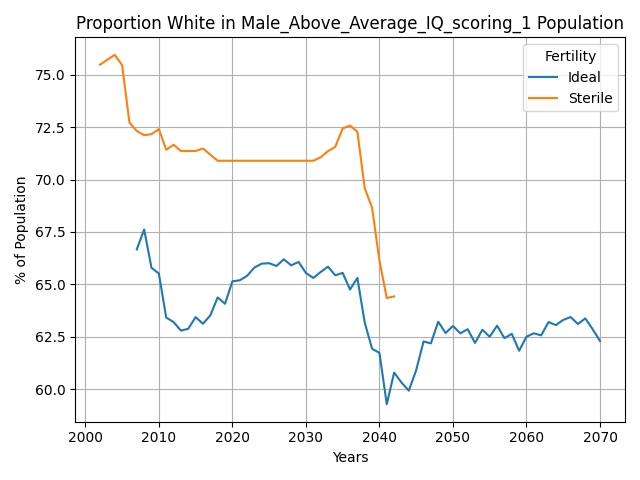 Proportion White in Male_Above_Average_IQ_scoring_1 Population
Fertility
Ideal
Sterile
% of Population
75.0
72.5
70.0
67.5
65.0
62.5
60.0
2000 2010 2020 2030 2040 2050 2060 2070
Years